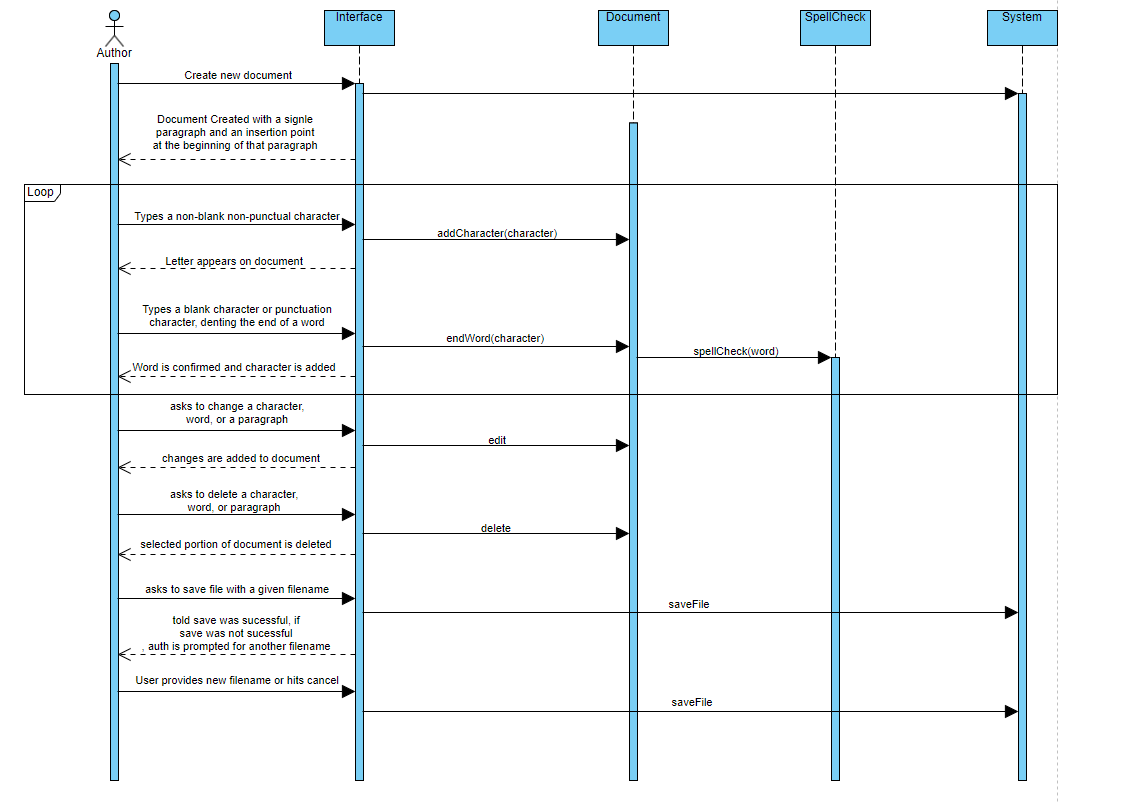 Author
Interface
Document
SpellCheck
System
Create new document
Document Created with a signle
paragraph and an insertion point
at the beginning of that paragraph
Loop
Types a non-blank non-punctual character
addCharacter(character)
Letter appears on document
Types a blank character or punctuation
character, denting the end of a word
endWord(character)
spellCheck(word)
Word is confirmed and character is added
asks to change a character,
word, or a paragraph
edit
changes are added to document
asks to delete a character,
word, or paragraph
delete
selected portion of document is deleted
asks to save file with a given filename
saveFile
told save was sucessful, if
save was not sucessful
, auth is prompted for another filename
User provides new filename or hits cancel
saveFile